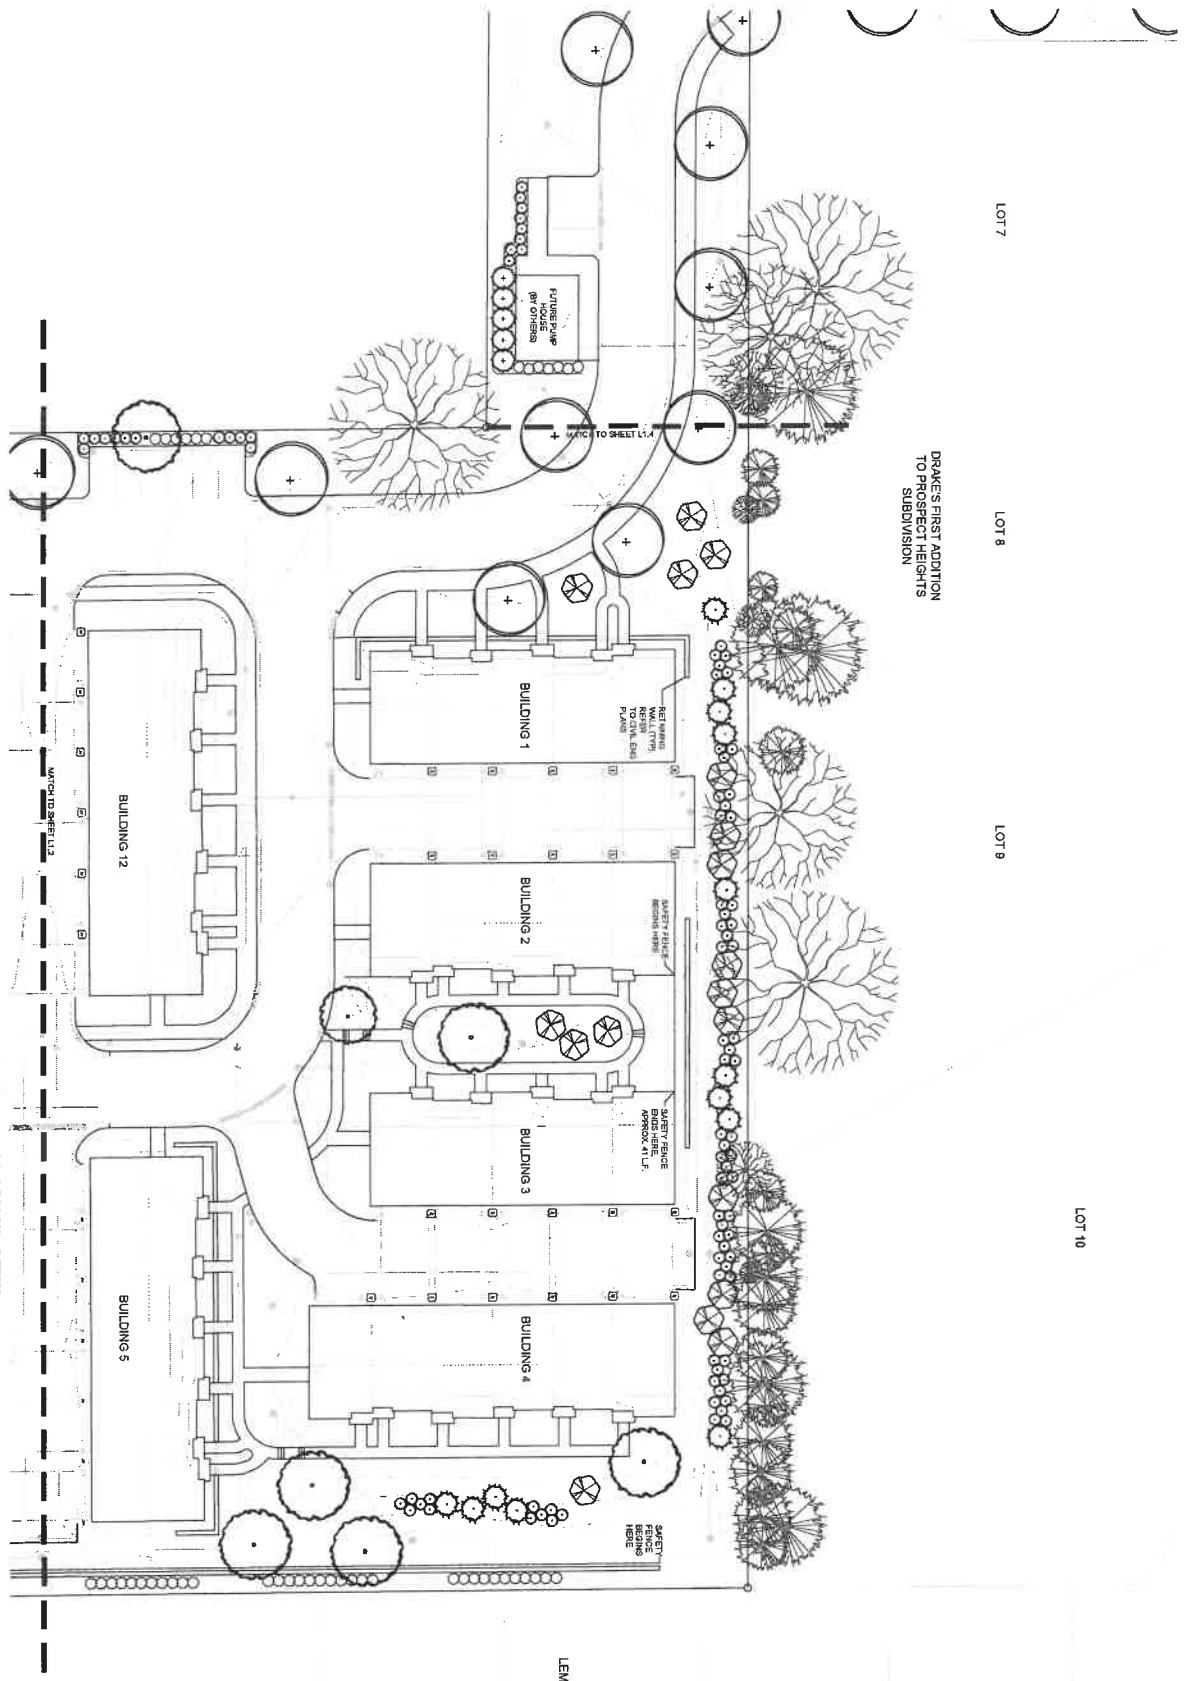 LOT 7
LOT 8
LOT 9
LOT 10
DRAKE'S FIRST ADDITION
TO PROSPECT HEIGHTS
SUBDIVISION
FUTURE PUMP
HOUSE
(BY OTHERS)
MATCH TO SHEET L1.4
RETAINING
WALL (TYP)
REFER
TO CIVIL ENG
PLANS
BUILDING 1
SAFETY FENCE
BEGINS HERE
BUILDING 2
SAFETY FENCE
ENDS HERE,
APPROX. 41 L.F.
BUILDING 3
BUILDING 4
SAFETY
FENCE
BEGINS
HERE
BUILDING 12
BUILDING 5
MATCH TO SHEET L1.2
LEM